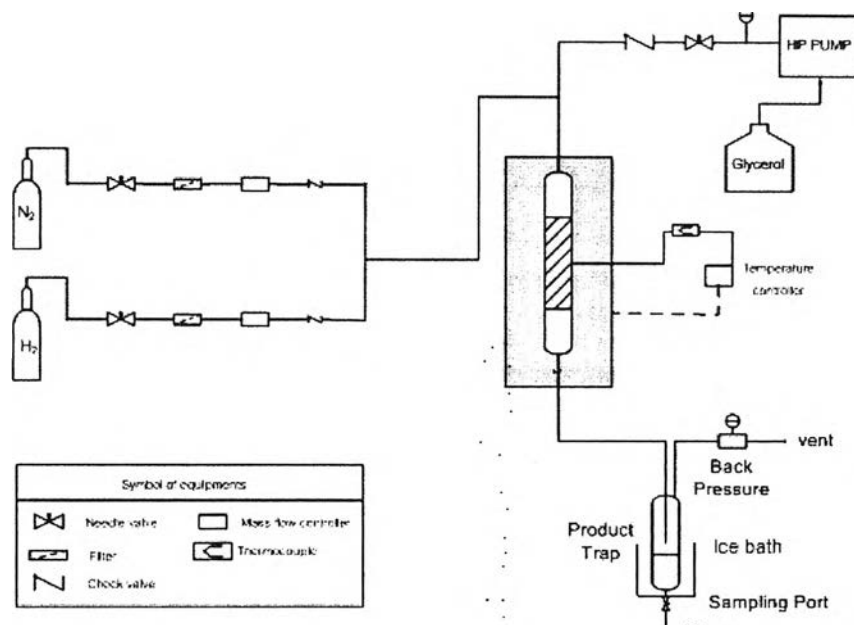 HP PUMP
Glycerol
N₂
H₂
Temperature
controller
vent
Back
Pressure
Product
Trap
Ice bath
Sampling Port
Symbol of equipments
Needle valve
Mass flow controller
Filter
Thermocouple
Check valve